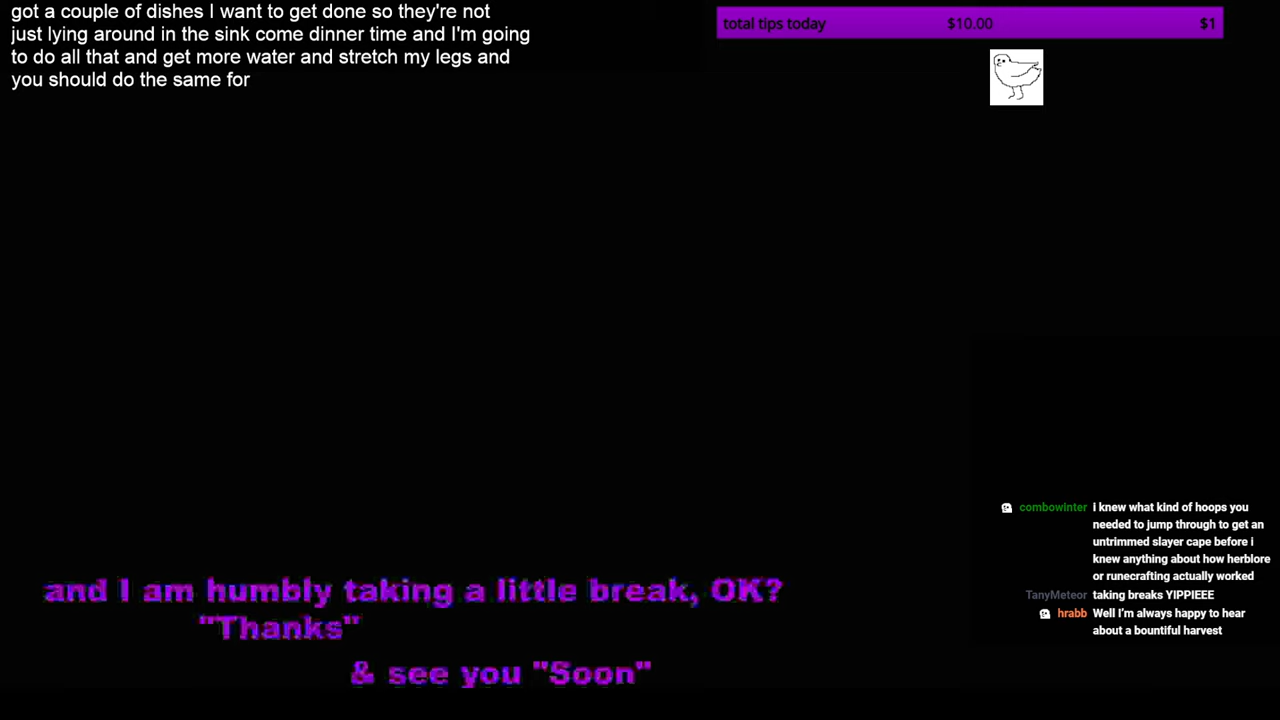 got a couple of dishes I want to get done so they're not
just lying around in the sink come dinner time and I'm going
to do all that and get more water and stretch my legs and
you should do the same for
total tips today $10.00 $1
combowinter i knew what kind of hoops you
needed to jump through to get an
untrimmed slayer cape before i
knew anything about how herblore
or runecrafting actually worked
TanyMeteor taking breaks YIPPIEEE
hrabb Well I'm always happy to hear
about a bountiful harvest
and I am humbly taking a little break, OK?
"Thanks"
& see you "Soon"